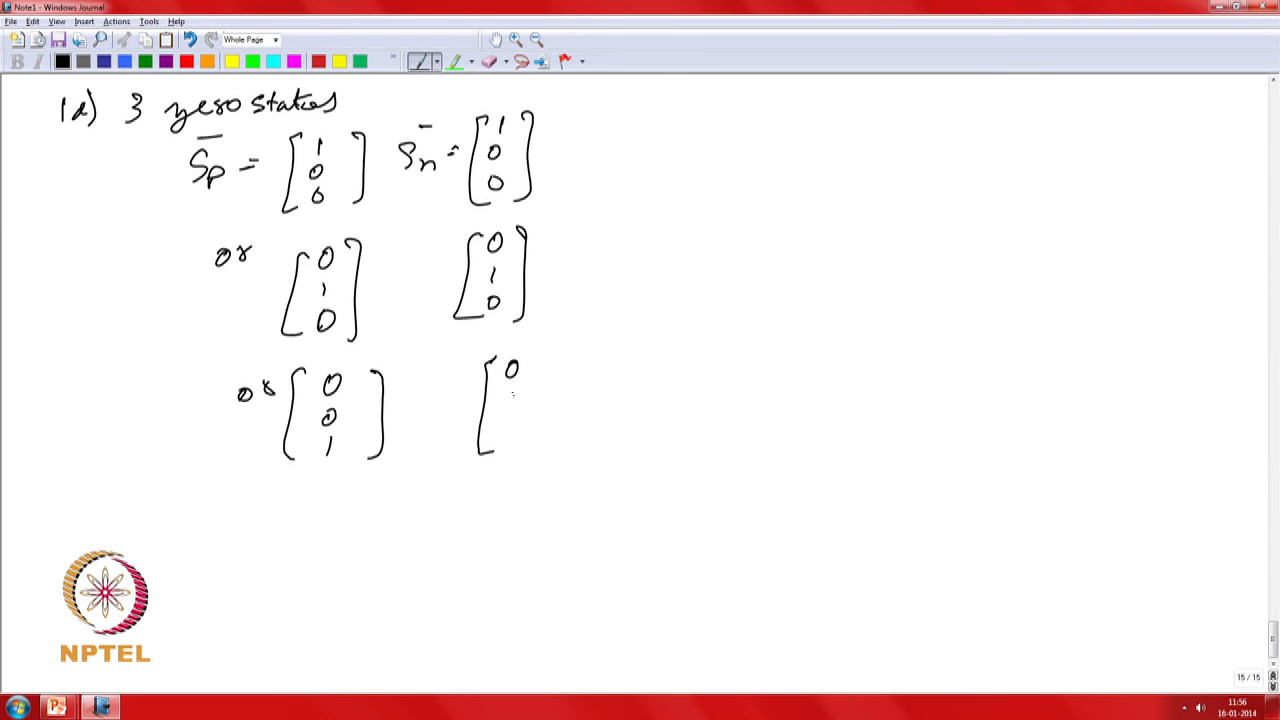 Note1 - Windows Journal
File Edit View Insert Actions Tools Help
Whole Page
B I
1a) 3 zero states
S̄p = [1 S̄n = [1
0 0
0] 0]
or [0 [0
1 1
0] 0]
or [0 [0
0
1]
NPTEL
15 / 15
11:56
16-01-2014